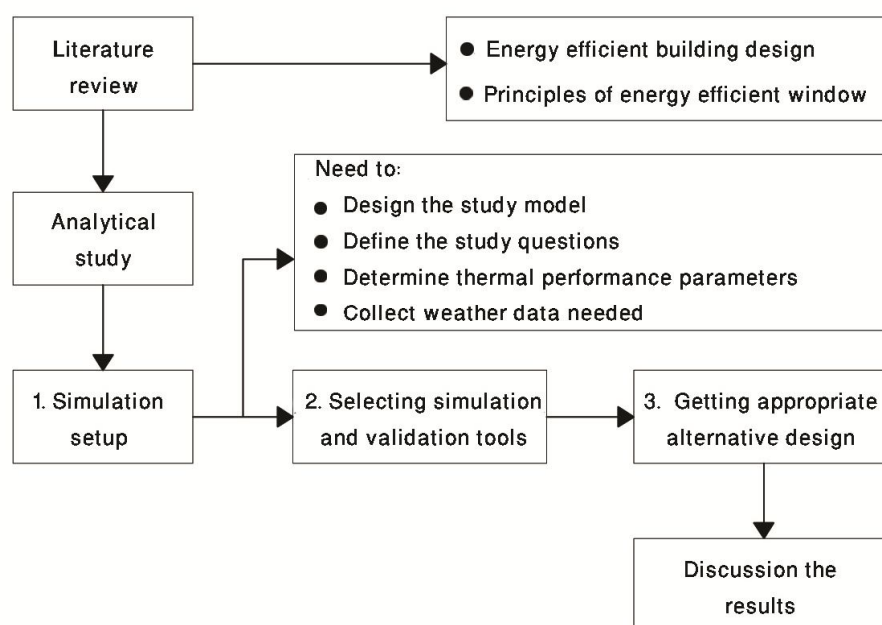 Literature
review
● Energy efficient building design
● Principles of energy efficient window
Need to:
● Design the study model
● Define the study questions
● Determine thermal performance parameters
● Collect weather data needed
Analytical
study
1. Simulation
setup
2. Selecting simulation
and validation tools
3. Getting appropriate
alternative design
Discussion the
results